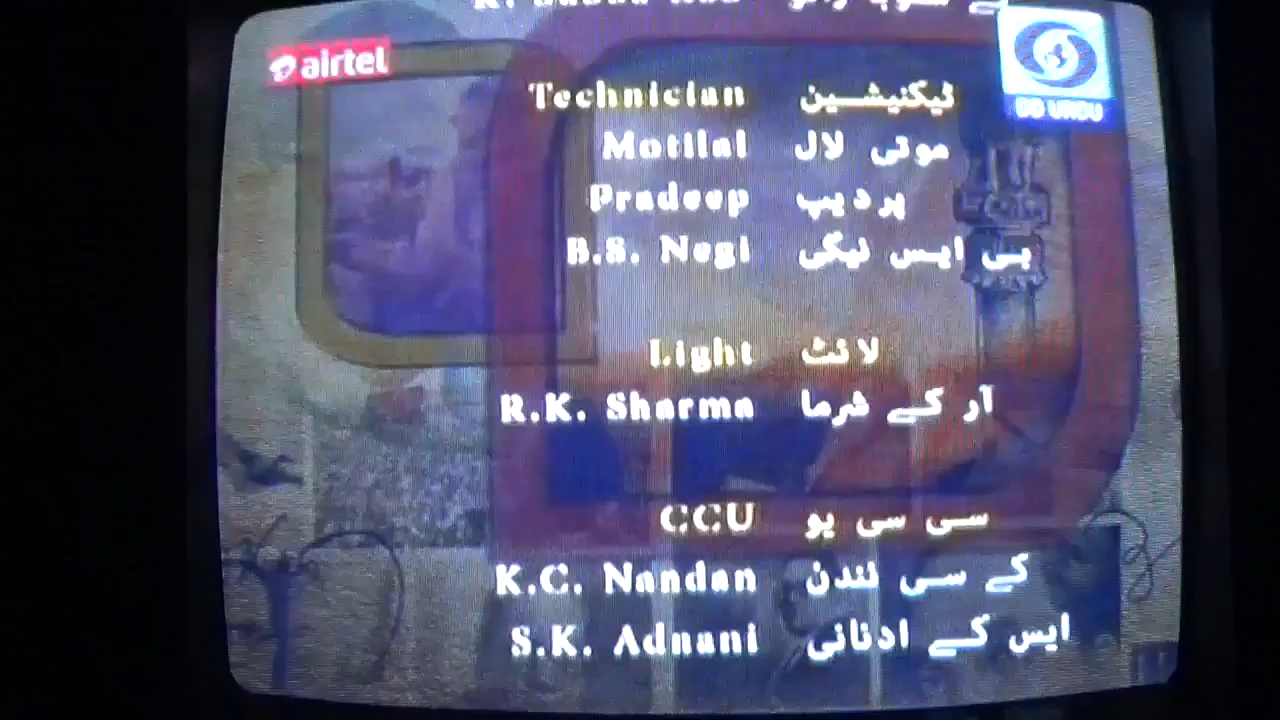 airtel
DD URDU
Technician ٹیکنیشین
Motilal موتی لال
Pradeep پردیپ
B.S. Negi بی ایس نیگی
Light لائٹ
R.K. Sharma آر کے شرما
CCU سی سی یو
K.C. Nandan کے سی نندن
S.K. Adnani ایس کے ادنانی